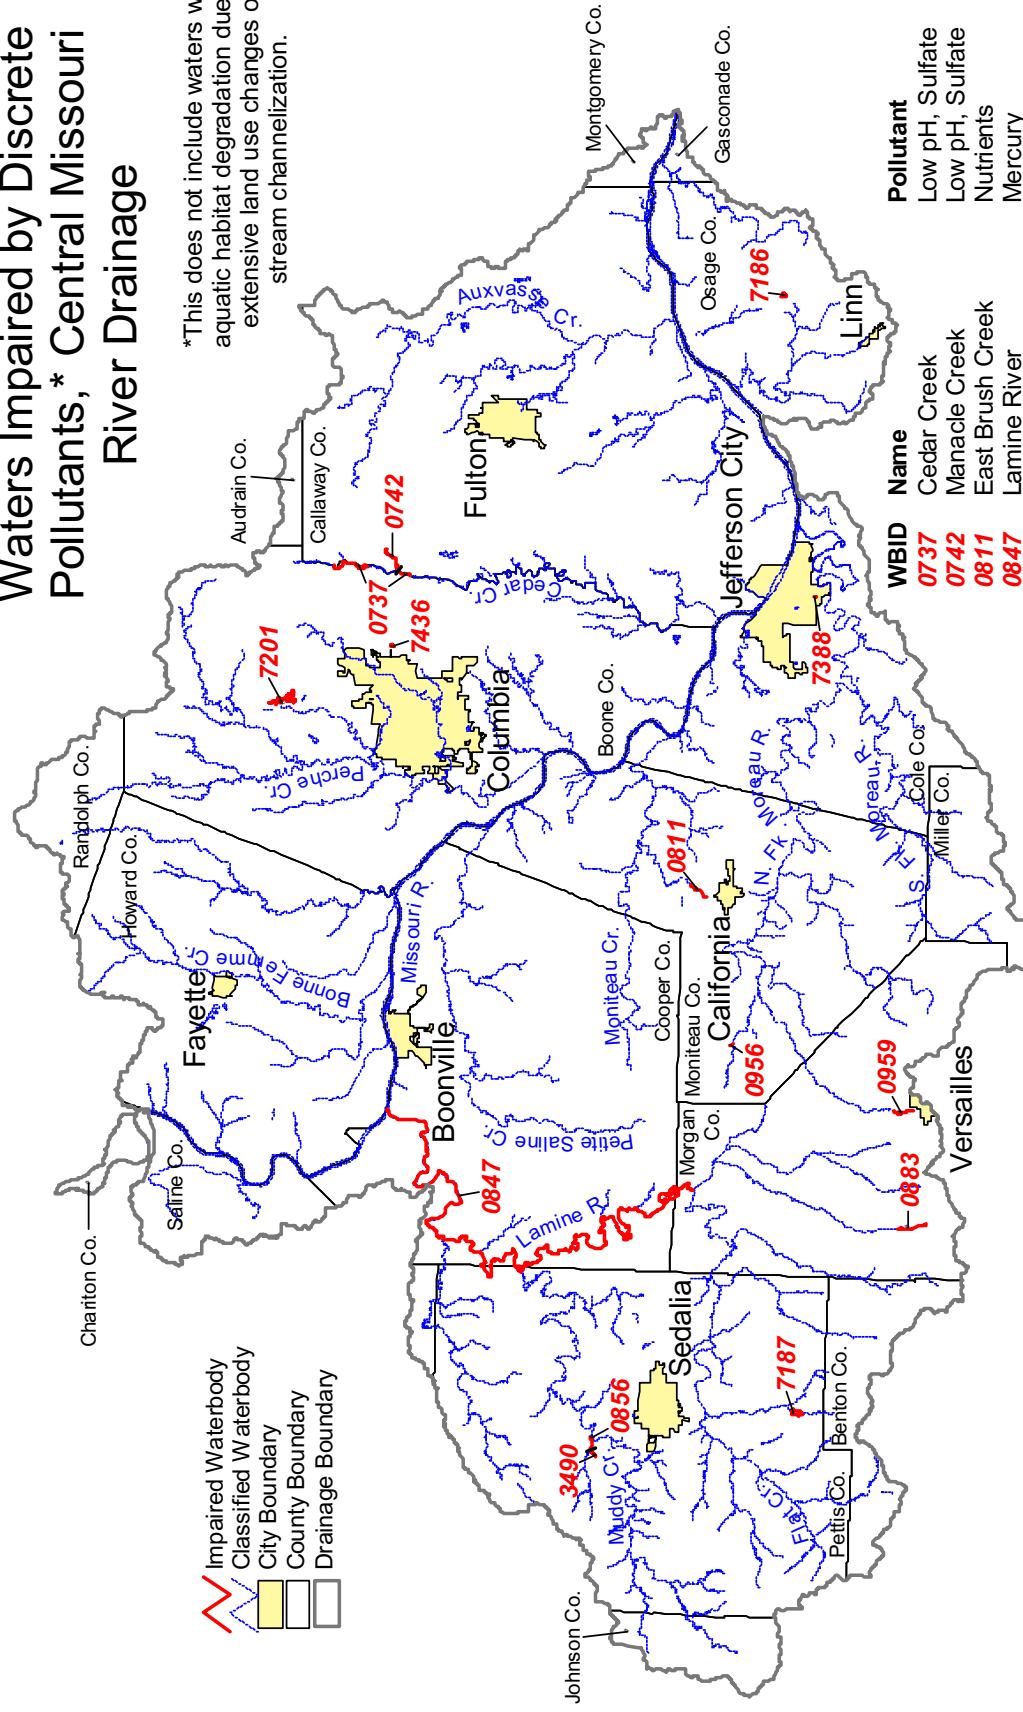 Waters Impaired by Discrete
Pollutants,* Central Missouri
River Drainage
*This does not include waters w
aquatic habitat degradation due
extensive land use changes o
stream channelization.
Impaired Waterbody
Classified Waterbody
City Boundary
County Boundary
Drainage Boundary
Chariton Co.
Saline Co.
Randolph Co.
Howard Co.
Audrain Co.
Callaway Co.
Montgomery Co.
Gasconade Co.
Osage Co.
Boone Co.
Cooper Co.
Moniteau Co.
Morgan
Co.
Cole Co.
Miller Co.
Benton Co.
Pettis Co.
Johnson Co.
Fayette
Boonville
Columbia
Fulton
Jefferson City
Linn
California
Versailles
Sedalia
Bonne Femme Cr.
Perche Cr.
Missouri R.
Cedar Cr.
Auxvasse Cr.
Petite Saline Cr.
Moniteau Cr.
Lamine R.
N. Fk. Moreau R.
S. Fk. Moreau R.
Muddy Cr.
Flat Cr.
7201
0737
0742
7436
7186
7388
0811
0956
0959
0883
0847
3490
0856
7187
WBID Name Pollutant
0737 Cedar Creek Low pH, Sulfate
0742 Manacle Creek Low pH, Sulfate
0811 East Brush Creek Nutrients
0847 Lamine River Mercury